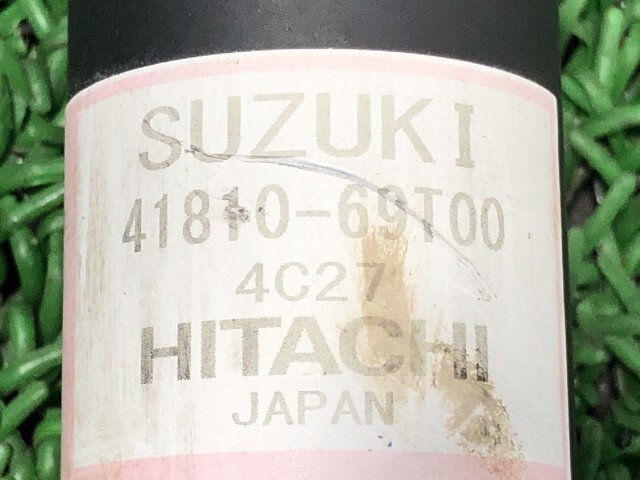 SUZUKI
41810-69T00
4C27
HITACHI
JAPAN